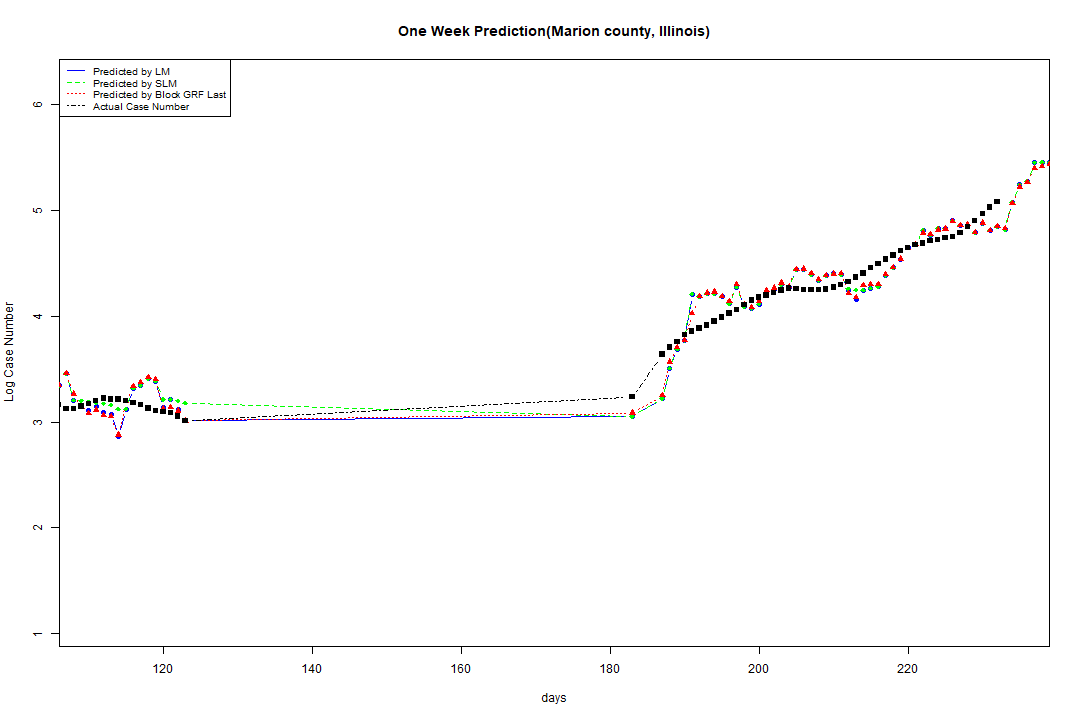 One Week Prediction(Marion county, Illinois)
Predicted by LM
Predicted by SLM
Predicted by Block GRF Last
Actual Case Number
Log Case Number
6
5
4
3
2
1
120 140 160 180 200 220
days